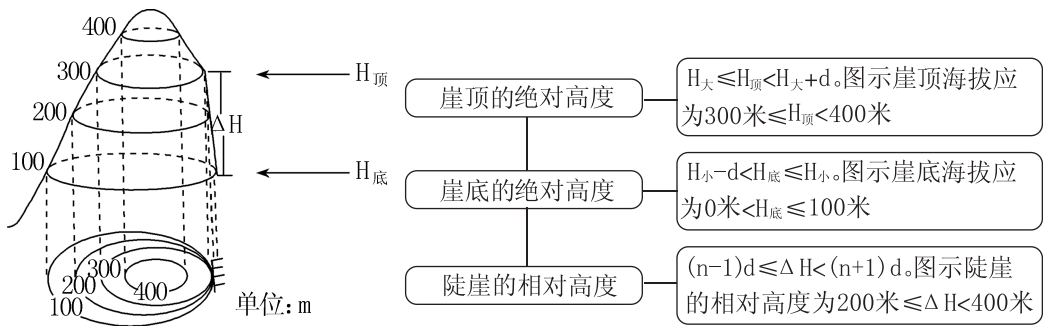 400
300
200
100
ΔH
H顶
H底
300
200
400
100
单位:m
崖顶的绝对高度
H大≤H顶<H大+d。图示崖顶海拔应
为300米≤H顶<400米
崖底的绝对高度
H小-d<H底≤H小。图示崖底海拔应
为0米<H底≤100米
陡崖的相对高度
(n-1)d≤ΔH<(n+1)d。图示陡崖
的相对高度为200米≤ΔH<400米